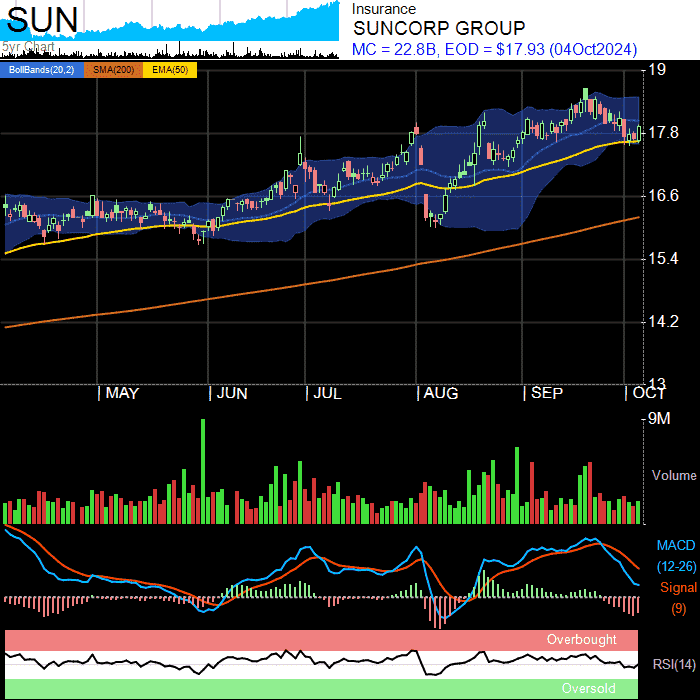 SUN
5yr Chart
Insurance
SUNCORP GROUP
MC = 22.8B, EOD = $17.93 (04Oct2024)
BollBands(20,2) SMA(200) EMA(50)
19
17.8
16.6
15.4
14.2
13
MAY JUN JUL AUG SEP OCT
9M
Volume
MACD
(12-26)
Signal
(9)
Overbought
RSI(14)
Oversold